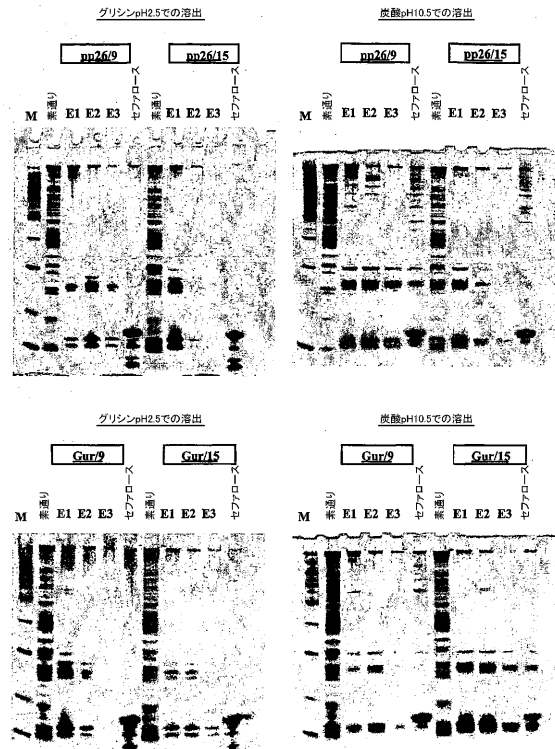 グリシンpH2.5での溶出
pp26/9
pp26/15
M
素通り
E1 E2 E3
セファロース
素通り
E1 E2 E3
セファロース
炭酸pH10.5での溶出
pp26/9
pp26/15
M
素通り
E1 E2 E3
セファロース
素通り
E1 E2 E3
セファロース
グリシンpH2.5での溶出
Gur/9
Gur/15
M
素通り
E1 E2 E3
セファロース
素通り
E1 E2 E3
セファロース
炭酸pH10.5での溶出
Gur/9
Gur/15
M
素通り
E1 E2 E3
セファロース
素通り
E1 E2 E3
セファロース